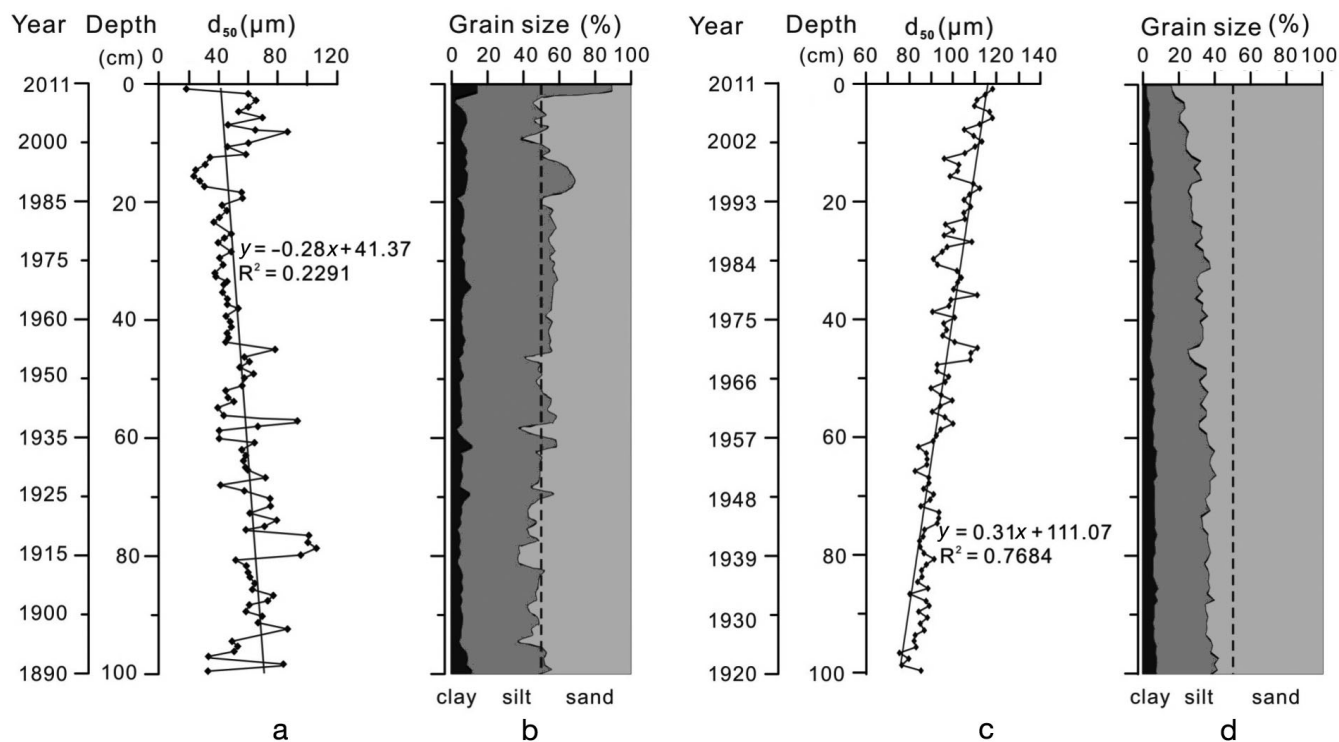 Year Depth d₅₀(μm) Grain size (%) Year Depth d₅₀(μm) Grain size (%)
(cm) 0 40 80 120 0 20 40 60 80 100 (cm) 60 80 100 120 140 0 20 40 60 80 100
2011 0 2011 0
2000 2002
1985 20 1993 20
y = −0.28x+41.37
1975 R² = 0.2291 1984
1960 40 1975 40
1950 1966
1935 60 1957 60
1925 1948
y = 0.31x+111.07
1915 80 R² = 0.7684 1939 80
1900 1930
1890 100 1920 100
clay silt sand clay silt sand
a b c d